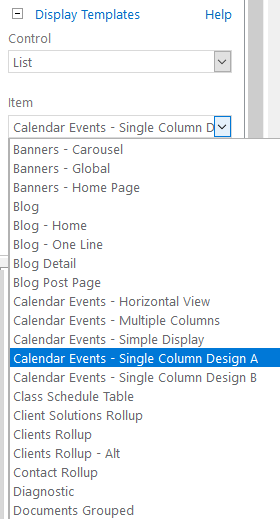 Display Templates Help
Control
List
Item
Calendar Events - Single Column D
Banners - Carousel
Banners - Global
Banners - Home Page
Blog
Blog - Home
Blog - One Line
Blog Detail
Blog Post Page
Calendar Events - Horizontal View
Calendar Events - Multiple Columns
Calendar Events - Simple Display
Calendar Events - Single Column Design A
Calendar Events - Single Column Design B
Class Schedule Table
Client Solutions Rollup
Clients Rollup
Clients Rollup - Alt
Contact Rollup
Diagnostic
Documents Grouped